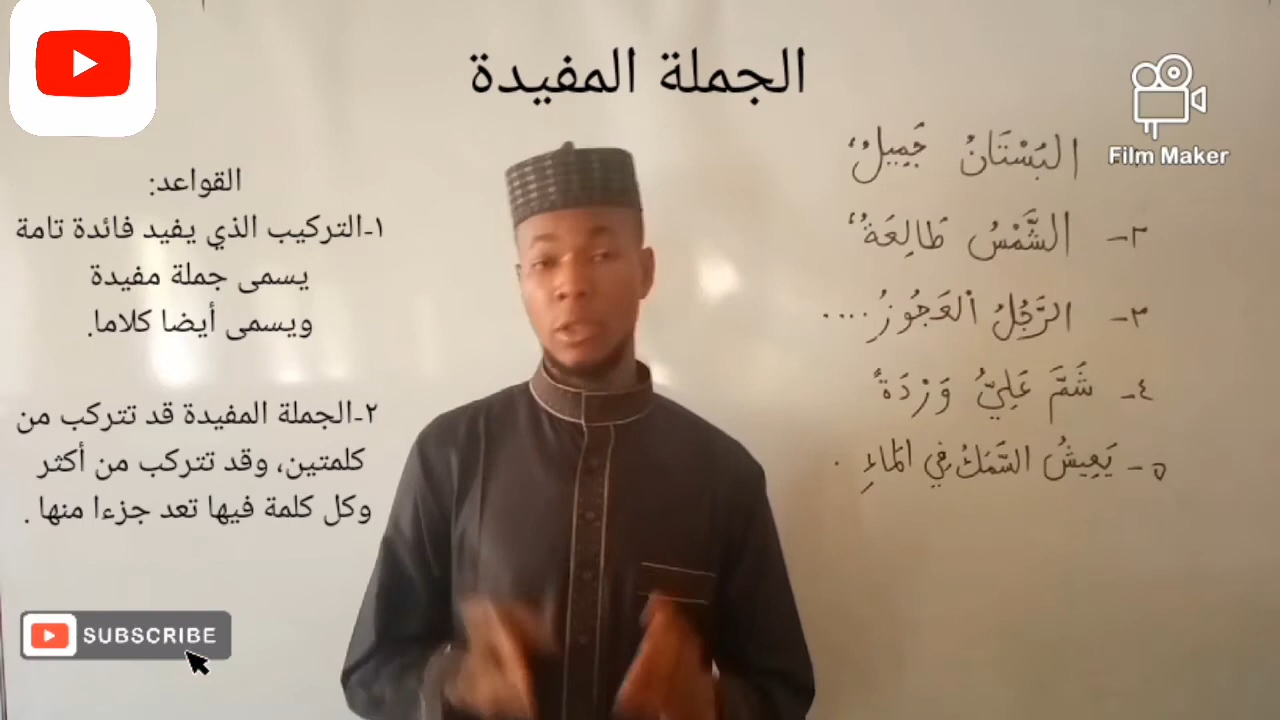 الجملة المفيدة
Film Maker
البُسْتَانُ جَمِيلٌ
٢- الشَّمْسُ طَالِعَةٌ
٣- الرَّجُلُ الْعَجُوزُ ....
٤- شَمَّ عَلِيٌّ وَرْدَةً
٥- يَعِيشُ السَّمَكُ فِي المَاءِ .
القواعد:
١-التركيب الذي يفيد فائدة تامة
يسمى جملة مفيدة
ويسمى أيضا كلاما.
٢-الجملة المفيدة قد تتركب من
كلمتين، وقد تتركب من أكثر
وكل كلمة فيها تعد جزءا منها .
SUBSCRIBE